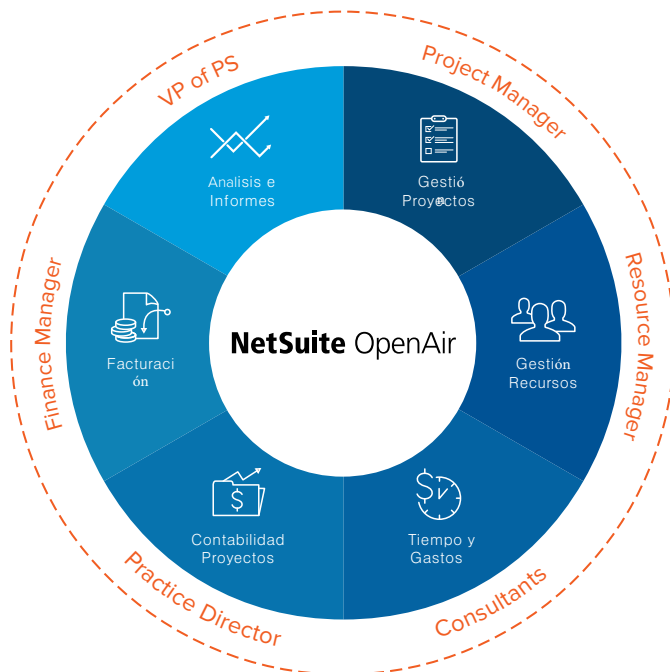 VP of PS
Project Manager
Analisis e
Informes
Gestió
Proyectos
n
Finance Manager
Resource Manager
Facturaci
ón
NetSuite OpenAir
Gestión
Recursos
Contabilidad
Proyectos
Tiempo y
Gastos
Practice Director
Consultants